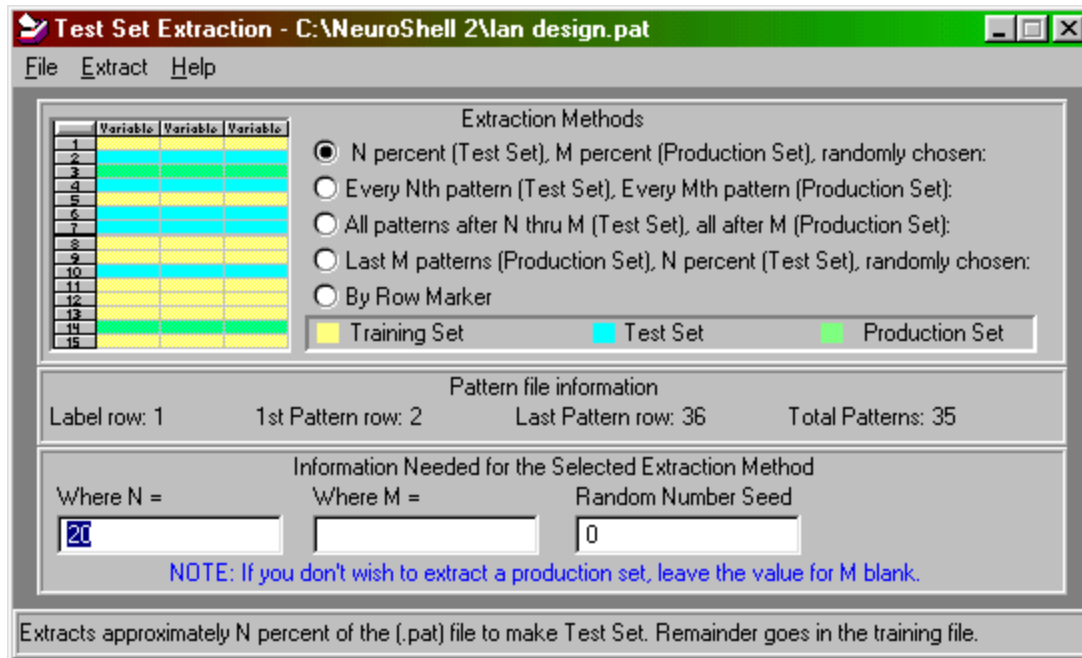 Test Set Extraction - C:\NeuroShell 2\Ian design.pat
File Extract Help
Extraction Methods
Variable Variable Variable
1
2
3
4
5
6
7
8
9
10
11
12
13
14
15
N percent (Test Set), M percent (Production Set), randomly chosen:
Every Nth pattern (Test Set), Every Mth pattern (Production Set):
All patterns after N thru M (Test Set), all after M (Production Set):
Last M patterns (Production Set), N percent (Test Set), randomly chosen:
By Row Marker
Training Set Test Set Production Set
Pattern file information
Label row: 1 1st Pattern row: 2 Last Pattern row: 36 Total Patterns: 35
Information Needed for the Selected Extraction Method
Where N = Where M = Random Number Seed
20 0
NOTE: If you don't wish to extract a production set, leave the value for M blank.
Extracts approximately N percent of the (.pat) file to make Test Set. Remainder goes in the training file.